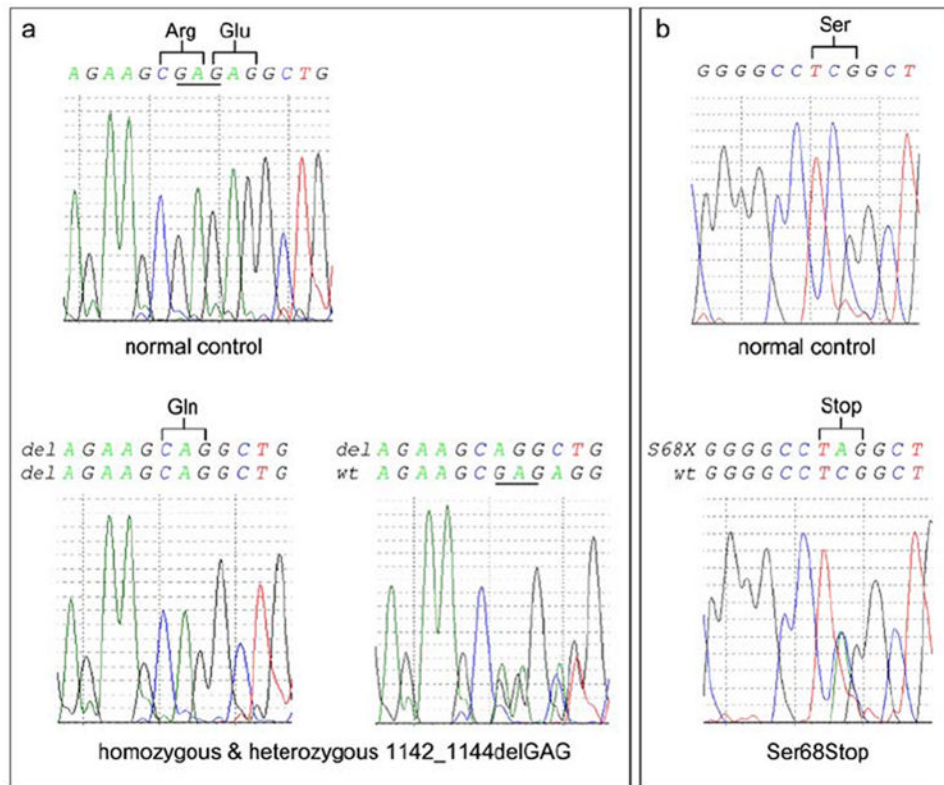 a
Arg Glu
AGAAGCGAGAGGCTG
normal control
Gln
del AGAAGCAGGCTG
del AGAAGCAGGCTG
del AGAAGCAGGCTG
wt AGAAGCGAGAGG
homozygous & heterozygous 1142_1144delGAG
b
Ser
GGGGCCTCGGCT
normal control
Stop
S68X GGGGCCTAGGCT
wt GGGGCCTCGGCT
Ser68Stop